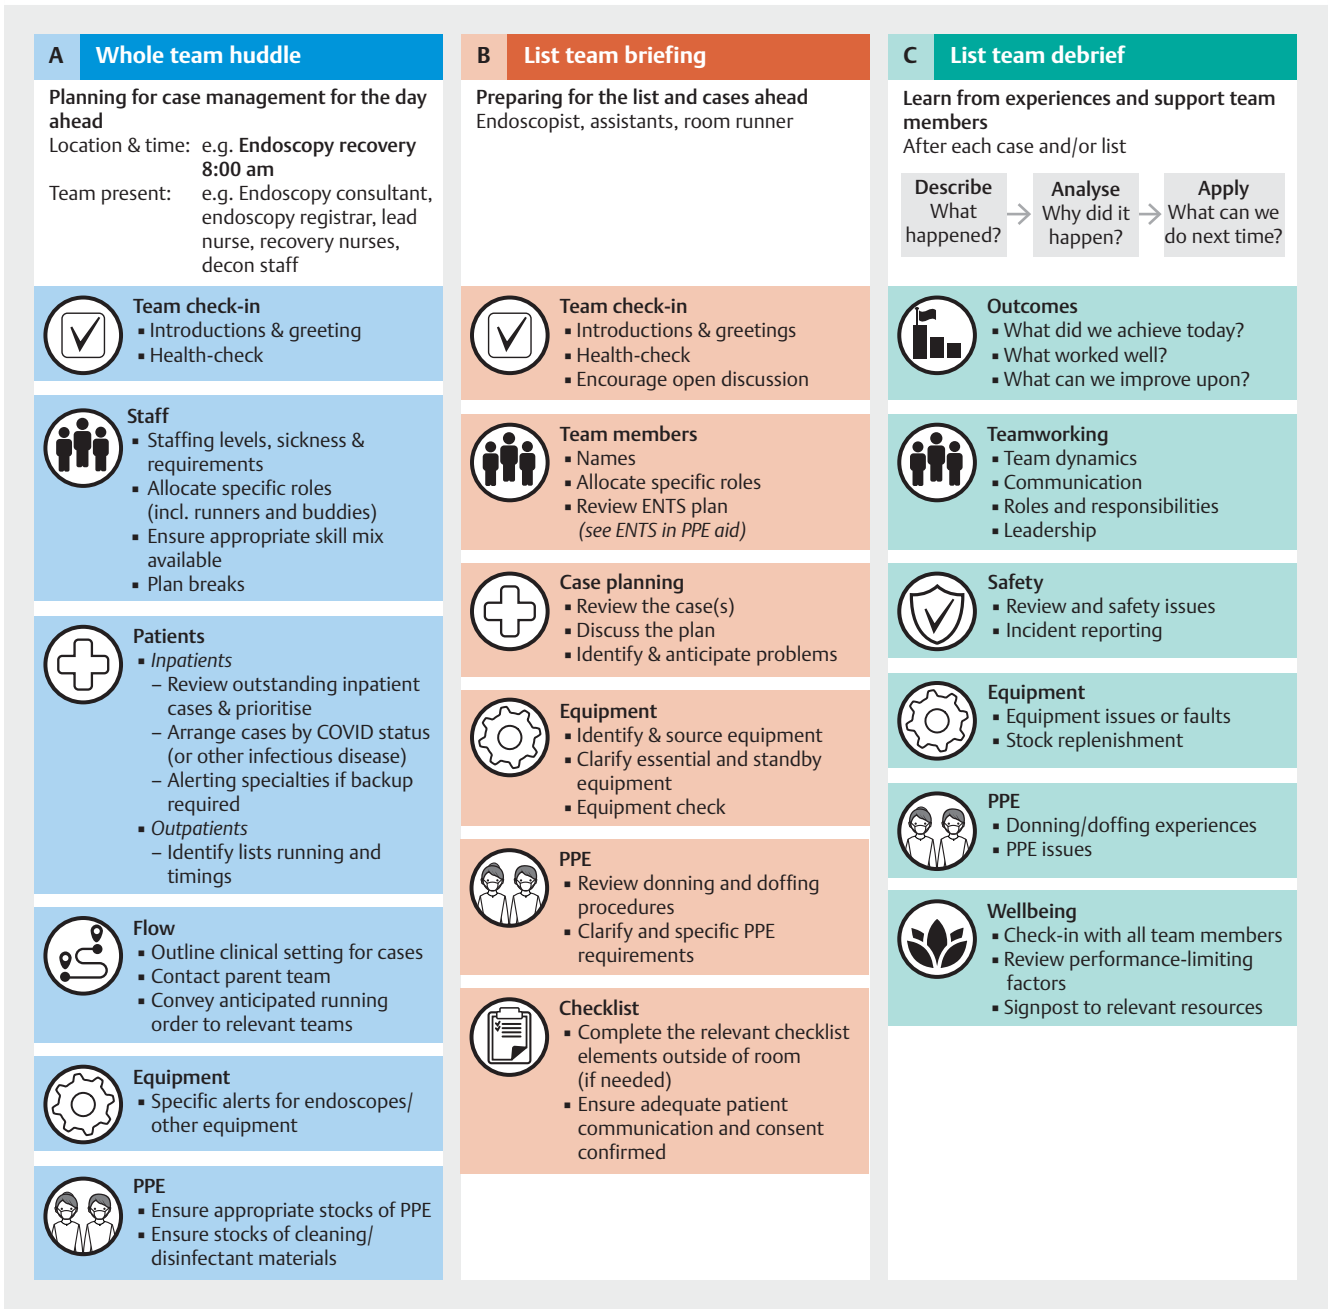 A Whole team huddle
Planning for case management for the day
ahead
Location & time: e.g. Endoscopy recovery
8:00 am
Team present: e.g. Endoscopy consultant,
endoscopy registrar, lead
nurse, recovery nurses,
decon staff
Team check-in
▪ Introductions & greeting
▪ Health-check
Staff
▪ Staffing levels, sickness &
requirements
▪ Allocate specific roles
(incl. runners and buddies)
▪ Ensure appropriate skill mix
available
▪ Plan breaks
Patients
▪ Inpatients
– Review outstanding inpatient
cases & prioritise
– Arrange cases by COVID status
(or other infectious disease)
– Alerting specialties if backup
required
▪ Outpatients
– Identify lists running and
timings
Flow
▪ Outline clinical setting for cases
▪ Contact parent team
▪ Convey anticipated running
order to relevant teams
Equipment
▪ Specific alerts for endoscopes/
other equipment
PPE
▪ Ensure appropriate stocks of PPE
▪ Ensure stocks of cleaning/
disinfectant materials
B List team briefing
Preparing for the list and cases ahead
Endoscopist, assistants, room runner
Team check-in
▪ Introductions & greetings
▪ Health-check
▪ Encourage open discussion
Team members
▪ Names
▪ Allocate specific roles
▪ Review ENTS plan
(see ENTS in PPE aid)
Case planning
▪ Review the case(s)
▪ Discuss the plan
▪ Identify & anticipate problems
Equipment
▪ Identify & source equipment
▪ Clarify essential and standby
equipment
▪ Equipment check
PPE
▪ Review donning and doffing
procedures
▪ Clarify and specific PPE
requirements
Checklist
▪ Complete the relevant checklist
elements outside of room
(if needed)
▪ Ensure adequate patient
communication and consent
confirmed
C List team debrief
Learn from experiences and support team
members
After each case and/or list
Describe
What
happened?
Analyse
Why did it
happen?
Apply
What can we
do next time?
Outcomes
▪ What did we achieve today?
▪ What worked well?
▪ What can we improve upon?
Teamworking
▪ Team dynamics
▪ Communication
▪ Roles and responsibilities
▪ Leadership
Safety
▪ Review and safety issues
▪ Incident reporting
Equipment
▪ Equipment issues or faults
▪ Stock replenishment
PPE
▪ Donning/doffing experiences
▪ PPE issues
Wellbeing
▪ Check-in with all team members
▪ Review performance-limiting
factors
▪ Signpost to relevant resources